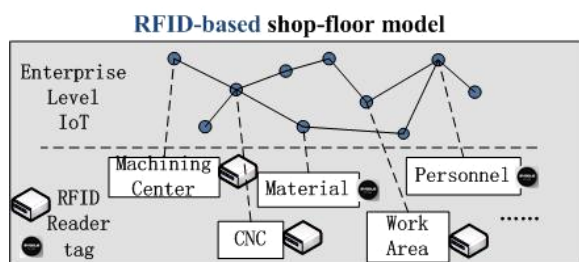 RFID-based shop-floor model
Enterprise
Level
IoT
Machining
Center
Material
Personnel
RFID
Reader
tag
CNC
Work
Area
......